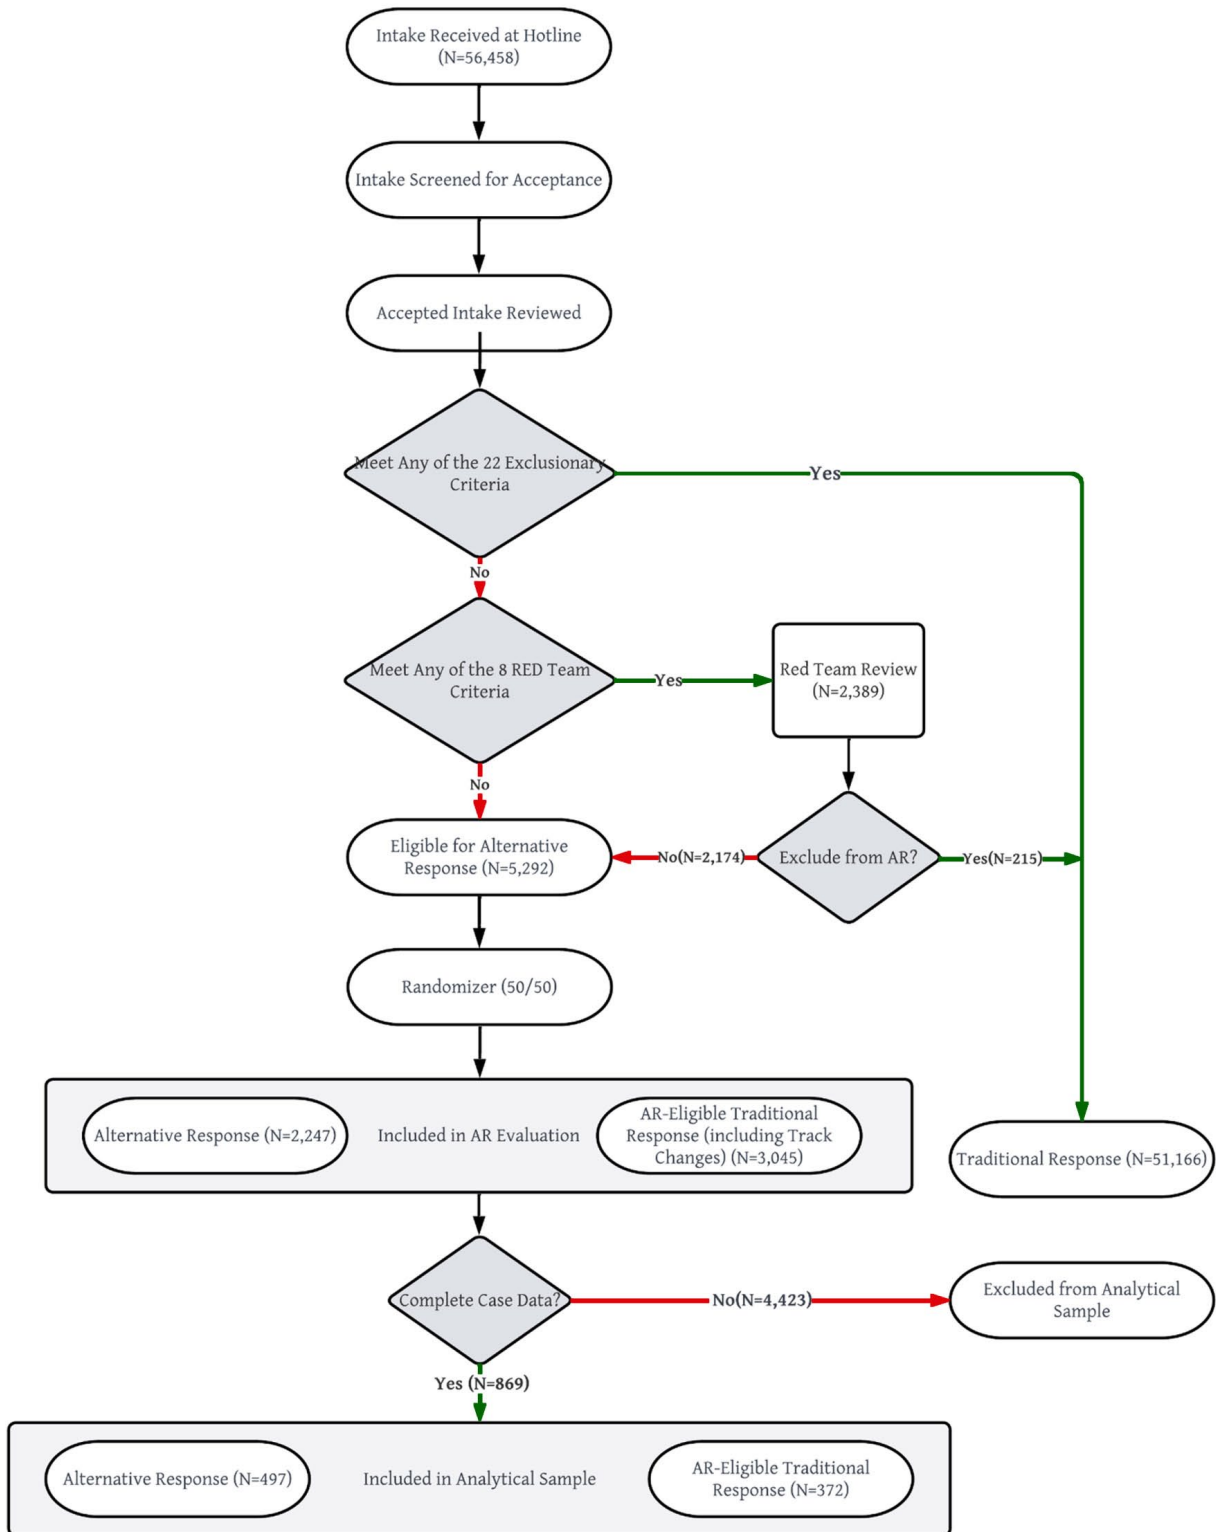 Intake Received at Hotline
(N=56,458)
Intake Screened for Acceptance
Accepted Intake Reviewed
Meet Any of the 22 Exclusionary
Criteria
Yes
No
Meet Any of the 8 RED Team
Criteria
Yes
Red Team Review
(N=2,389)
No
Eligible for Alternative
Response (N=5,292)
No(N=2,174)
Exclude from AR?
Yes(N=215)
Randomizer (50/50)
Alternative Response (N=2,247)
Included in AR Evaluation
AR-Eligible Traditional
Response (including Track
Changes) (N=3,045)
Traditional Response (N=51,166)
Complete Case Data?
No(N=4,423)
Excluded from Analytical
Sample
Yes (N=869)
Alternative Response (N=497)
Included in Analytical Sample
AR-Eligible Traditional
Response (N=372)